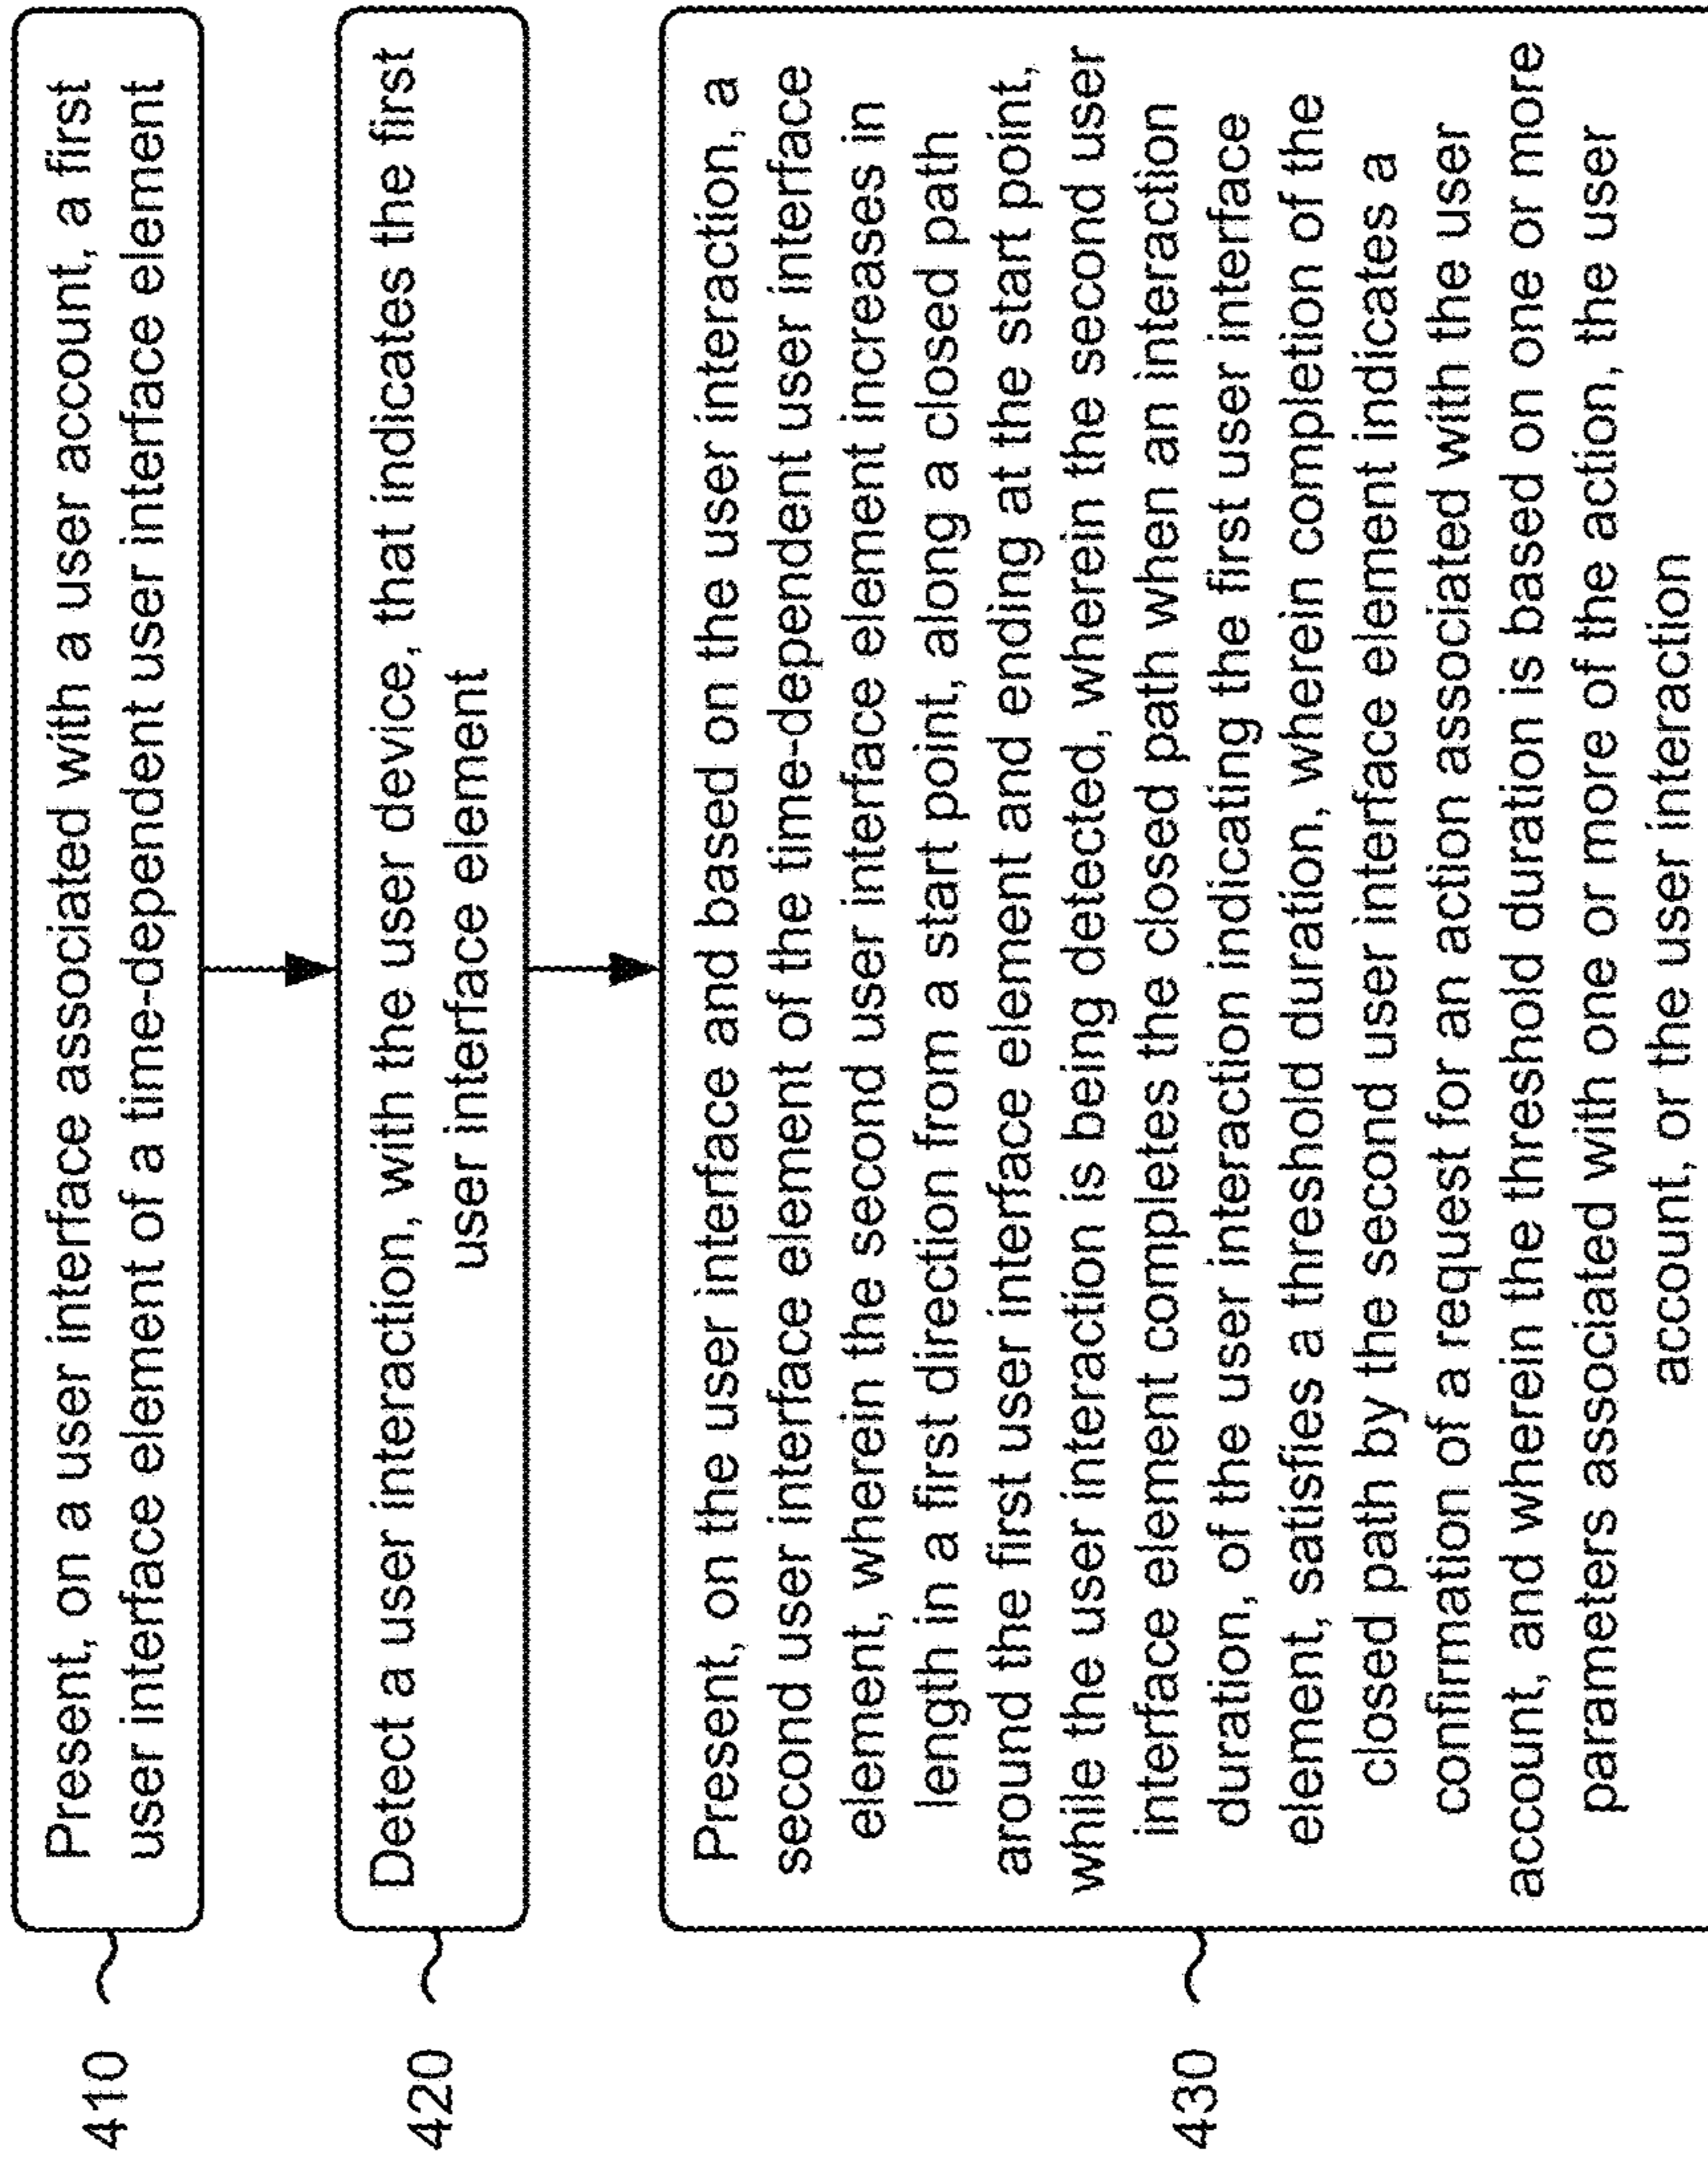 410
Present, on a user interface associated with a user account, a first
user interface element of a time-dependent user interface element
420
Detect a user interaction, with the user device, that indicates the first
user interface element
430
Present, on the user interface and based on the user interaction, a
second user interface element of the time-dependent user interface
element, wherein the second user interface element increases in
length in a first direction from a start point, along a closed path
around the first user interface element and ending at the start point,
while the user interaction is being detected, wherein the second user
interface element completes the closed path when an interaction
duration, of the user interaction indicating the first user interface
element, satisfies a threshold duration, wherein completion of the
closed path by the second user interface element indicates a
confirmation of a request for an action associated with the user
account, and wherein the threshold duration is based on one or more
parameters associated with one or more of the action, the user
account, or the user interaction